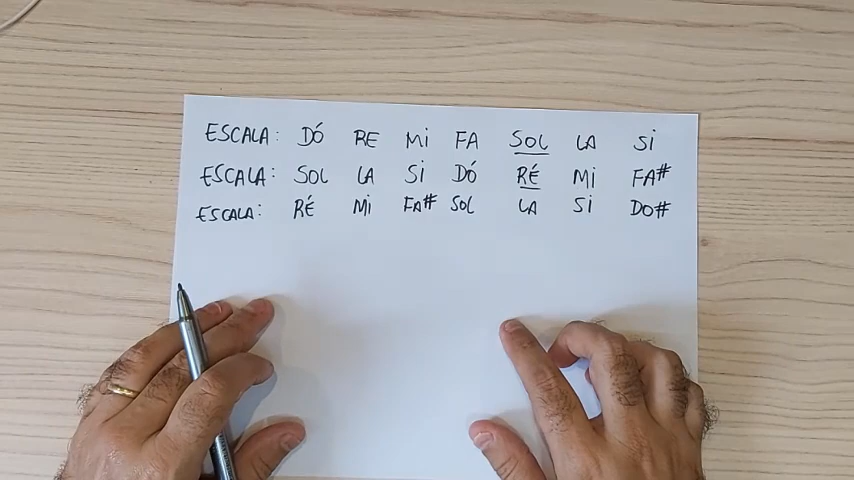 ESCALA: DÓ RE Mi FA SOL LA Si
ESCALA: SOL LA Si DÓ RÉ Mi FA#
ESCALA: RÉ Mi FA# SOL LA Si DO#